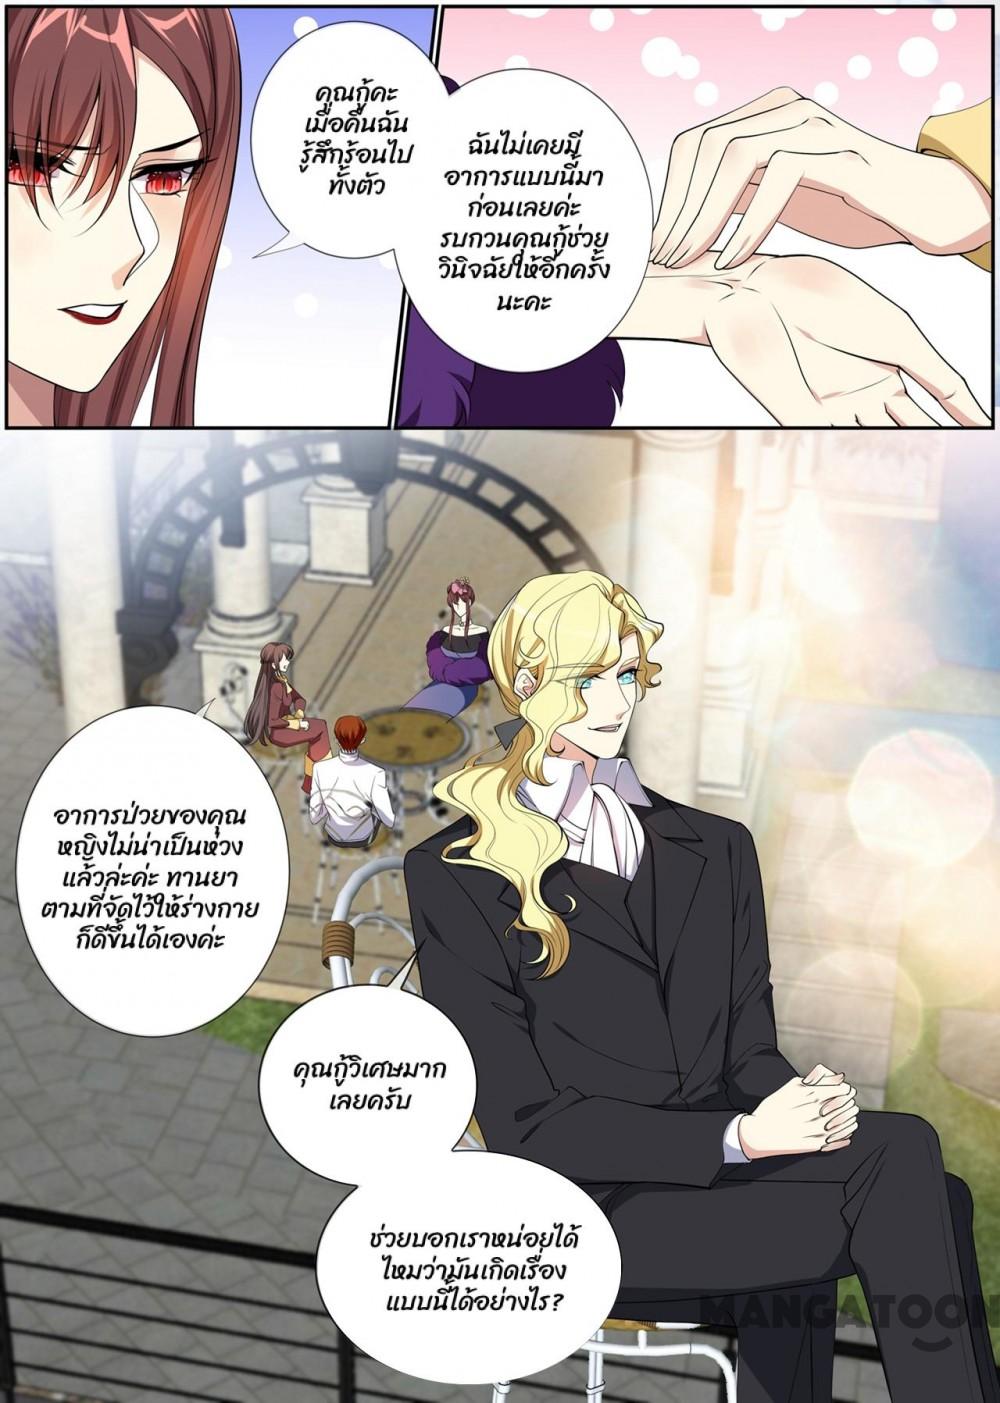 คุณกู้คะ
เมื่อคืนฉัน
รู้สึกร้อนไป
ทั้งตัว
ฉันไม่เคยมี
อาการแบบนี้มา
ก่อนเลยค่ะ
รบกวนคุณกู้ช่วย
วินิจฉัยให้อีกครั้ง
นะคะ
อาการป่วยของคุณ
หญิงไม่น่าเป็นห่วง
แล้วล่ะค่ะ ทานยา
ตามที่จัดไว้ให้ร่างกาย
ก็ดีขึ้นได้เองค่ะ
คุณกู้วิเศษมาก
เลยครับ
ช่วยบอกเราหน่อยได้
ไหมว่ามันเกิดเรื่อง
แบบนี้ได้อย่างไร?
MANGATOON